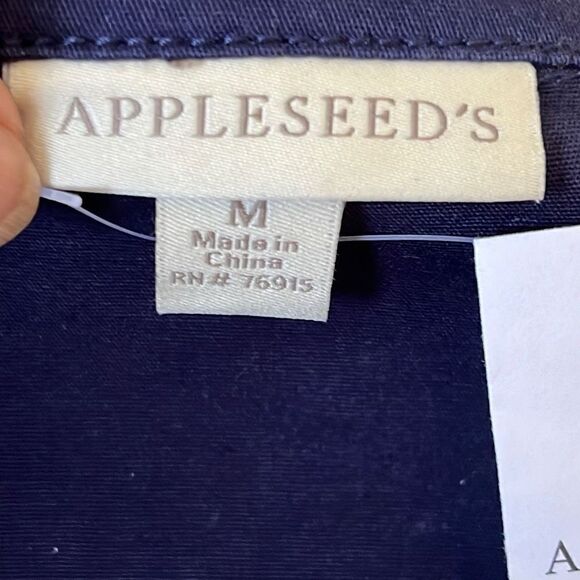 APPLESEED'S
M
Made in
China
RN# 76915
A